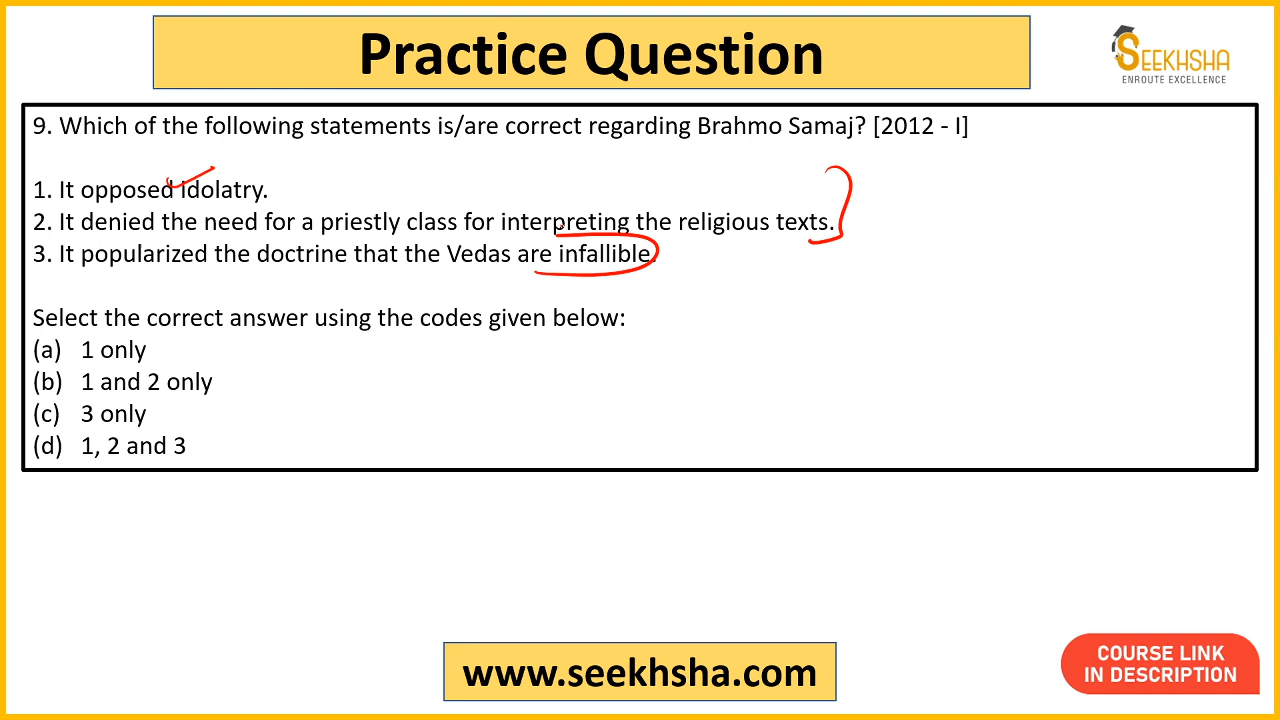 Practice Question
SEEKHSHA
ENROUTE EXCELLENCE
9. Which of the following statements is/are correct regarding Brahmo Samaj? [2012 - I]
1. It opposed idolatry.
2. It denied the need for a priestly class for interpreting the religious texts.
3. It popularized the doctrine that the Vedas are infallible.
Select the correct answer using the codes given below:
(a) 1 only
(b) 1 and 2 only
(c) 3 only
(d) 1, 2 and 3
www.seekhsha.com
COURSE LINK
IN DESCRIPTION